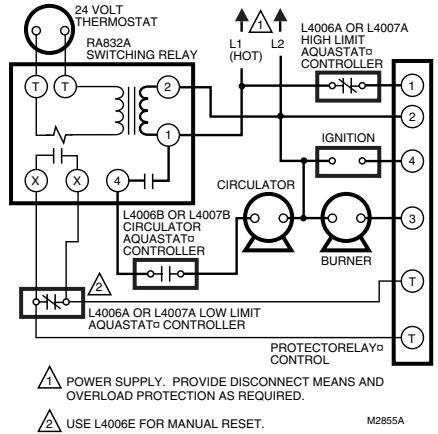 24 VOLT
THERMOSTAT
RA832A
SWITCHING RELAY
1
L1
(HOT)
L2
L4006A OR L4007A
HIGH LIMIT
AQUASTAT¤
CONTROLLER
T
T
2
1
1
2
IGNITION
4
X
X
4
CIRCULATOR
L4006B OR L4007B
CIRCULATOR
AQUASTAT¤
CONTROLLER
3
BURNER
2
T
L4006A OR L4007A LOW LIMIT
AQUASTAT¤ CONTROLLER
T
PROTECTORELAY¤
CONTROL
1 POWER SUPPLY. PROVIDE DISCONNECT MEANS AND
OVERLOAD PROTECTION AS REQUIRED.
2 USE L4006E FOR MANUAL RESET.
M2855A